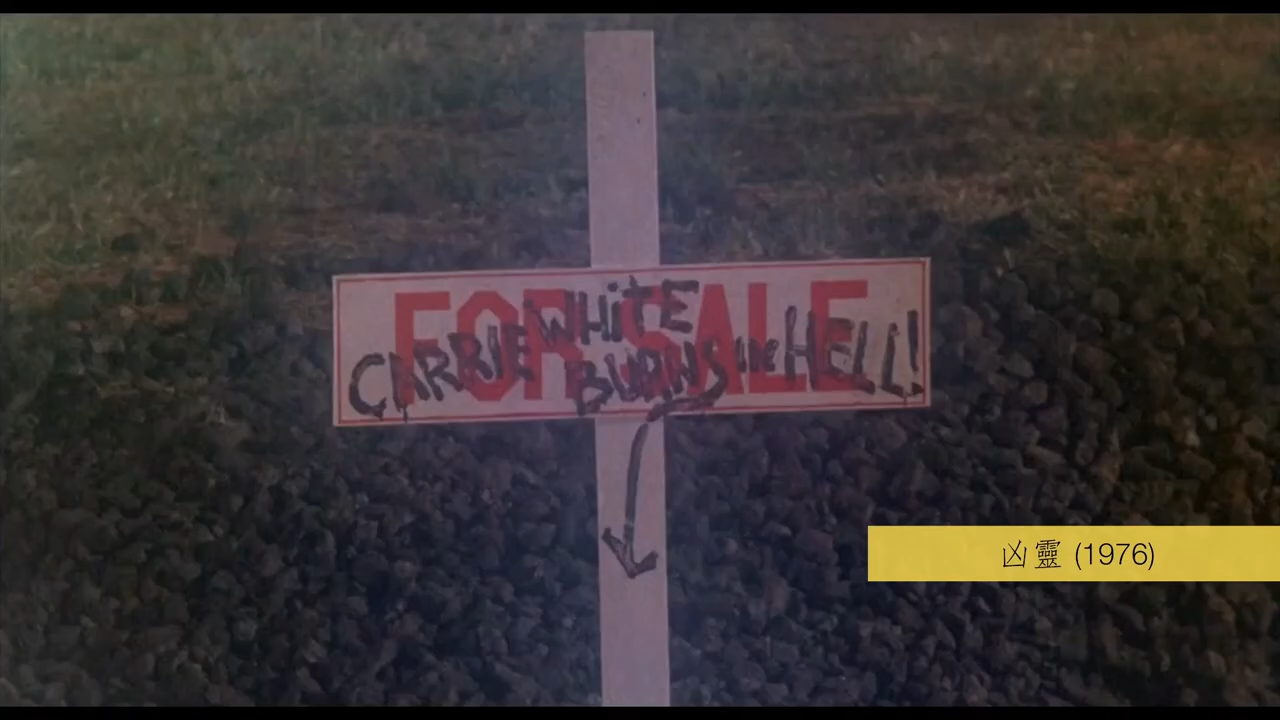 FOR SALE
CARRIE WHiTE BURNS IN HELL!
凶靈 (1976)